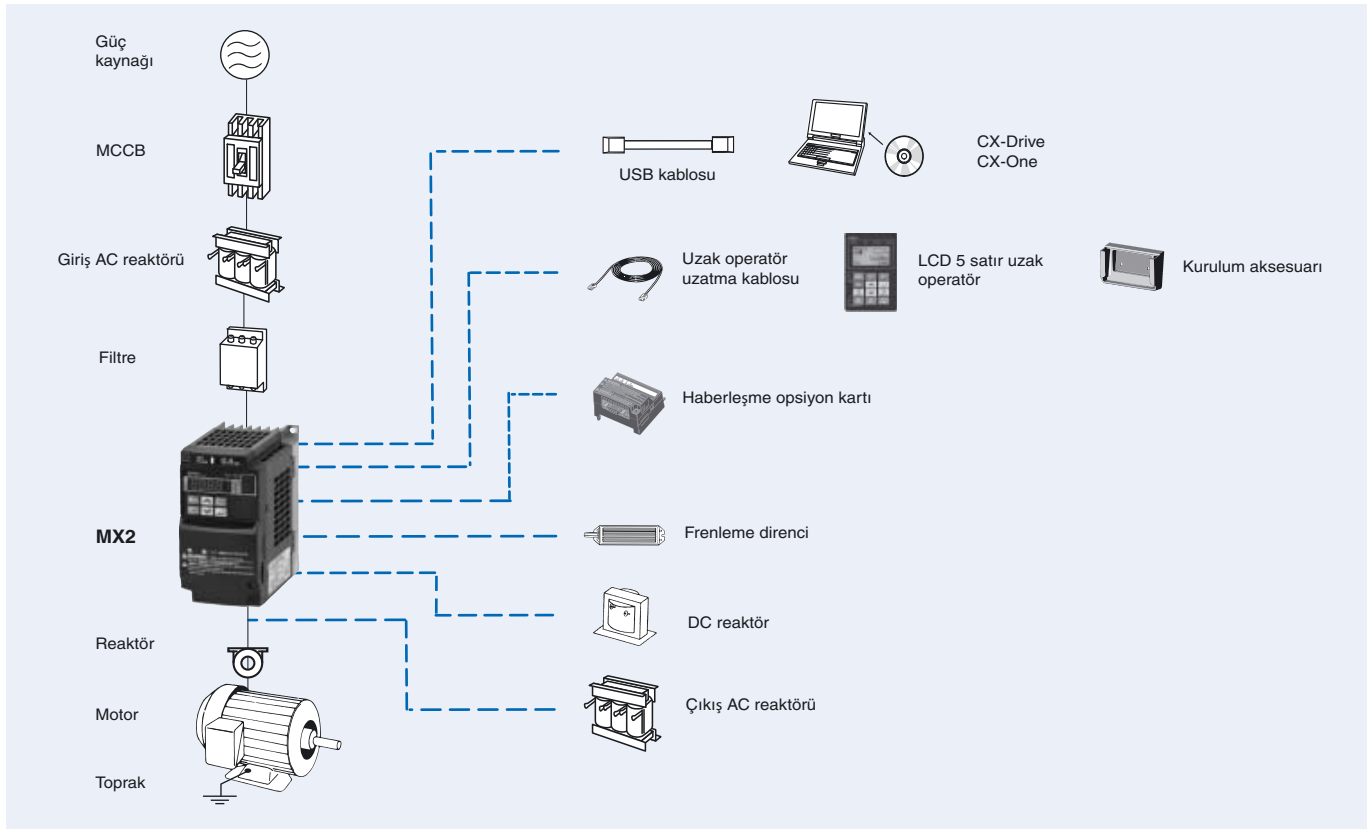 Güç
kaynağı
MCCB
Giriş AC reaktörü
Filtre
MX2
Reaktör
Motor
Toprak
USB kablosu
CX-Drive
CX-One
Uzak operatör
uzatma kablosu
LCD 5 satır uzak
operatör
Kurulum aksesuarı
Haberleşme opsiyon kartı
Frenleme direnci
DC reaktör
Çıkış AC reaktörü